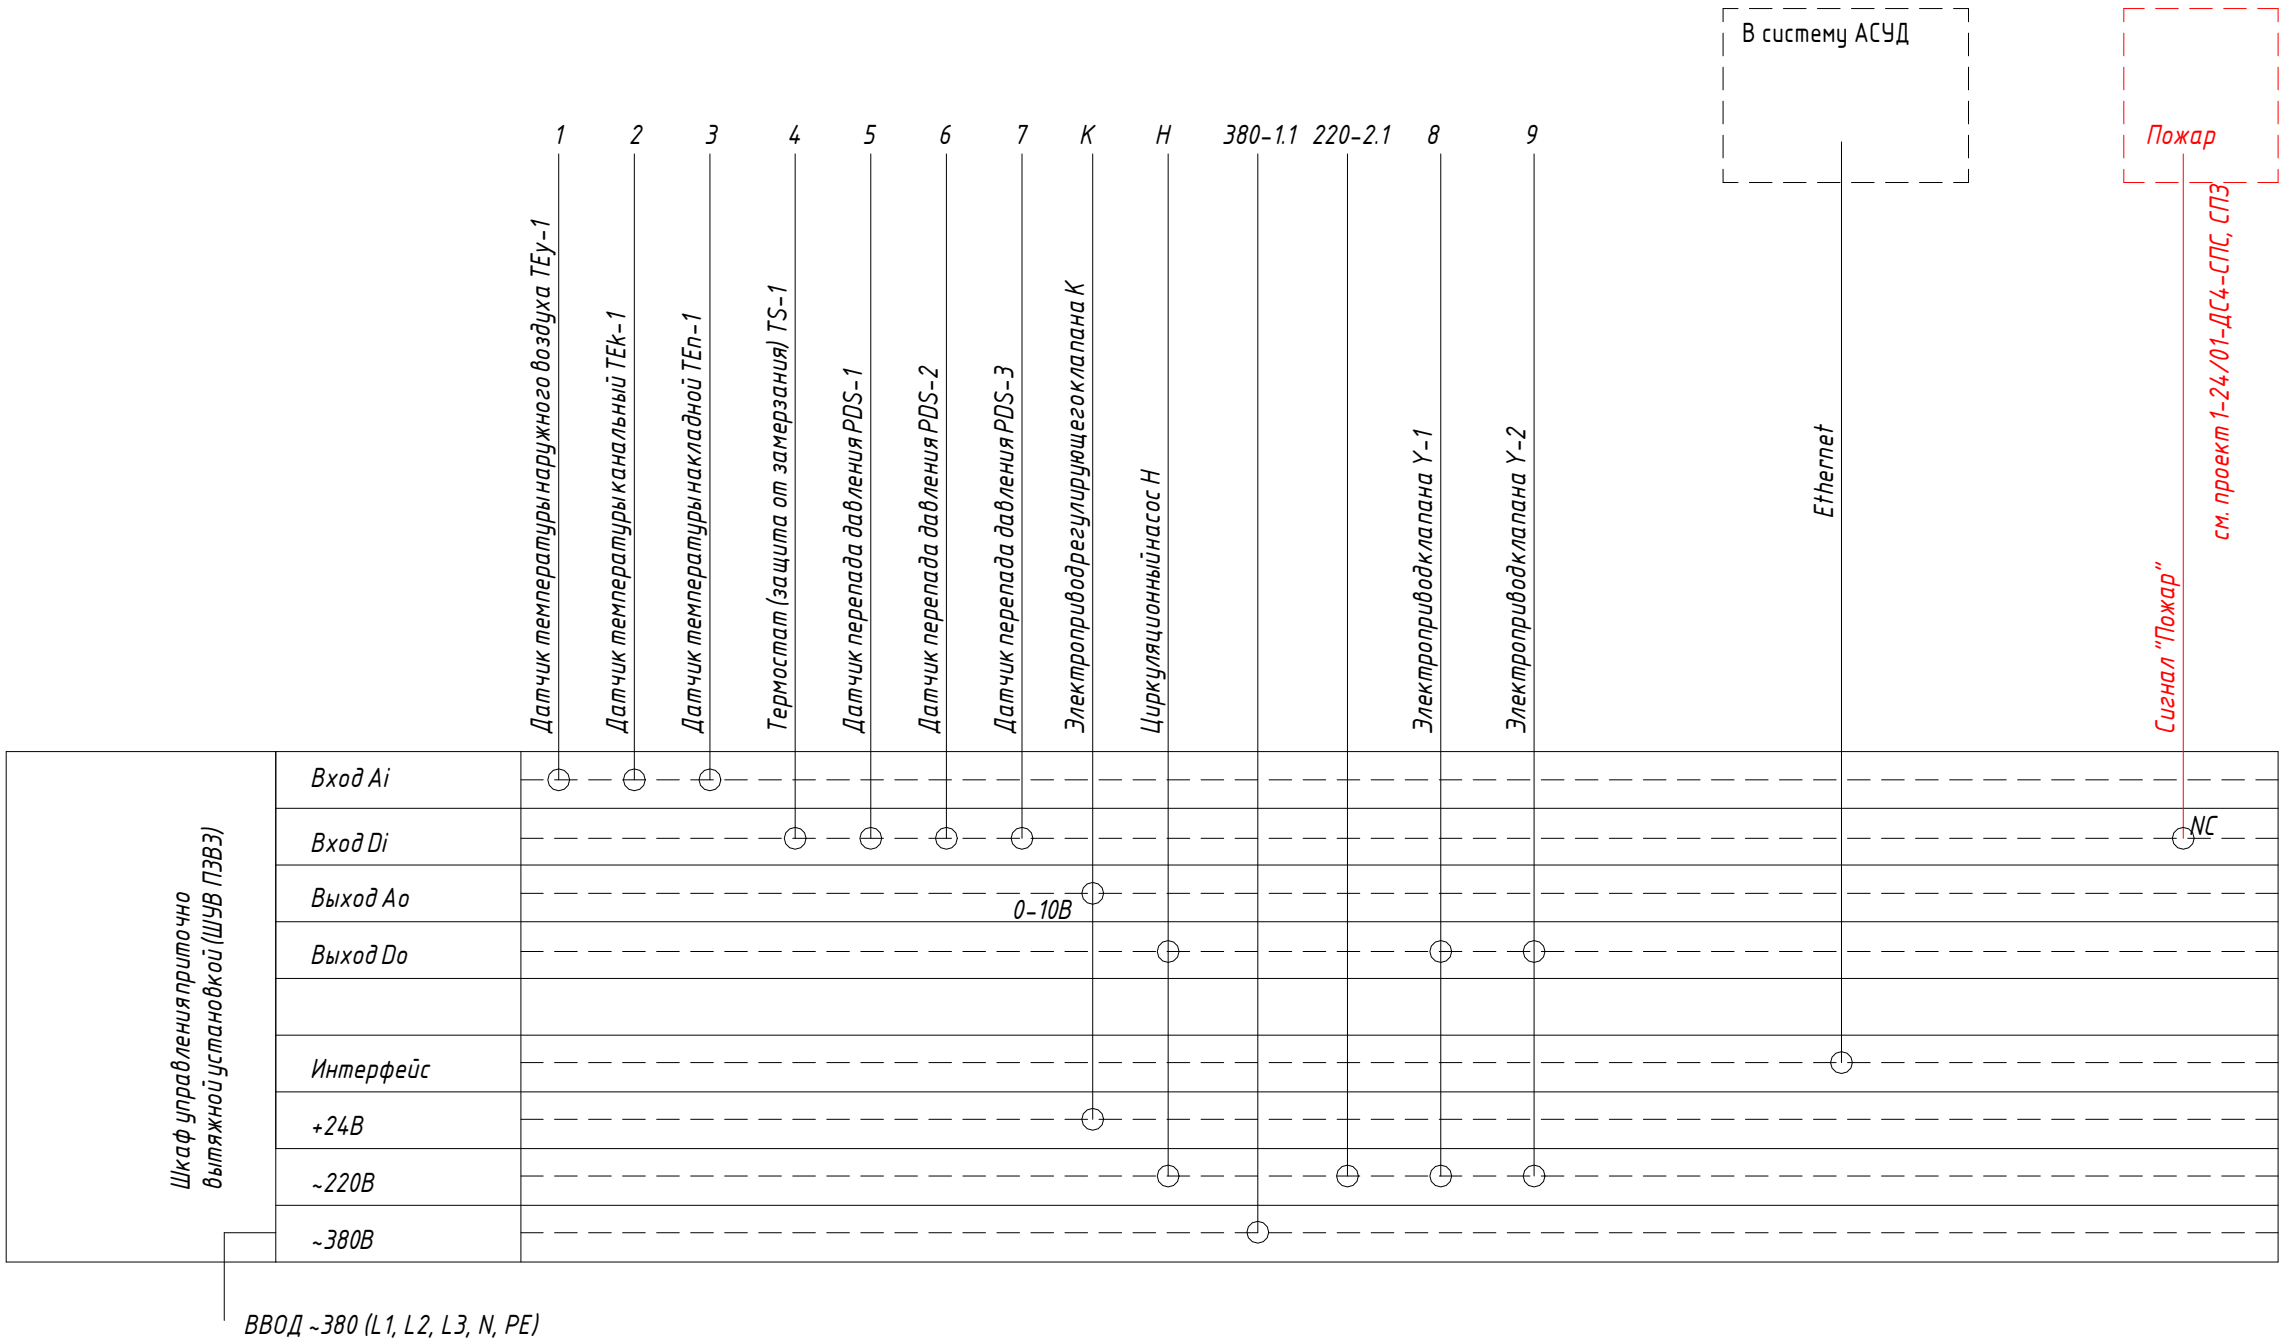 В систему АСУД
Пожар
1
2
3
4
5
6
7
К
Н
380-1.1
220-2.1
8
9
Датчик температуры наружного воздуха ТЕу-1
Датчик температуры канальный ТЕк-1
Датчик температуры накладной ТЕп-1
Термостат (защита от замерзания) TS-1
Датчик перепада давления PDS-1
Датчик перепада давления PDS-2
Датчик перепада давления PDS-3
Электропривод регулирующего клапана К
Циркуляционный насос Н
Электропривод клапана Y-1
Электропривод клапана Y-2
Ethernet
Сигнал "Пожар"
см. проект 1-24/01-ДС4-СПС, СПЗ
Шкаф управления приточно
вытяжной установкой (ШУВ П3В3)
Вход Ai
Вход Di
NC
Выход Ao
0-10В
Выход Do
Интерфейс
+24В
~220В
~380В
ВВОД ~380 (L1, L2, L3, N, PE)